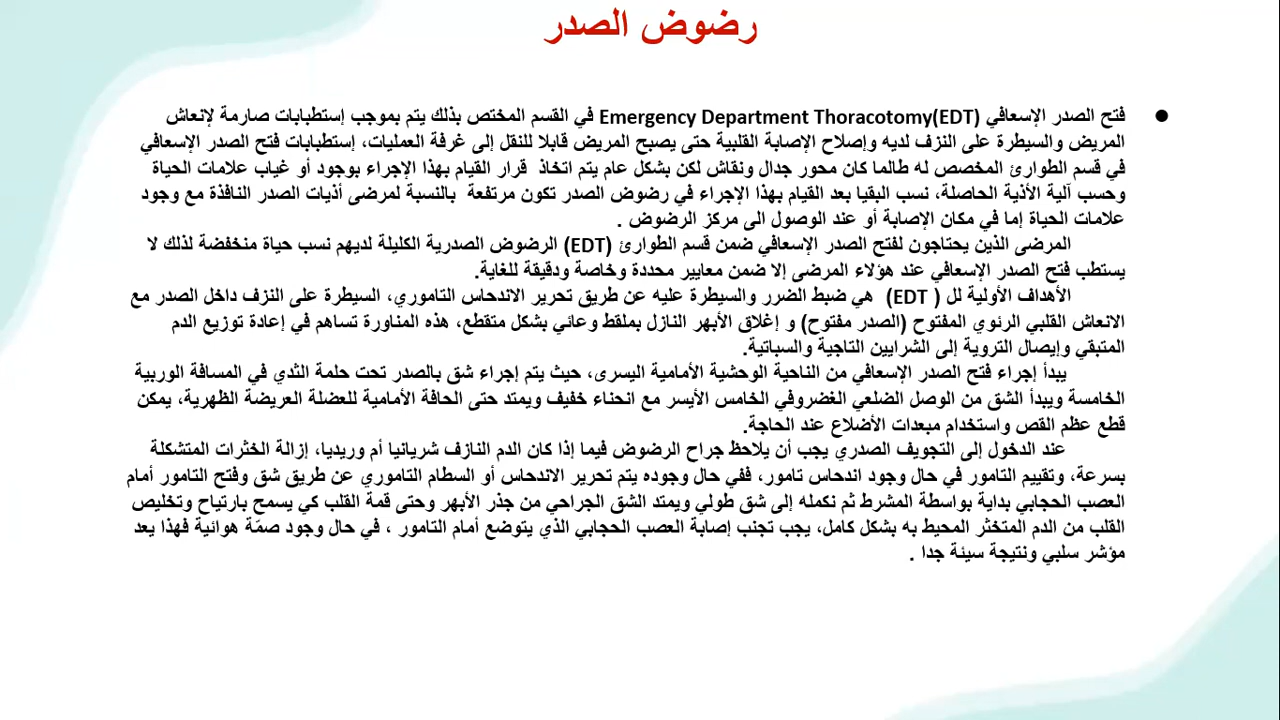 رضوض الصدر
● فتح الصدر الإسعافي Emergency Department Thoracotomy(EDT) في القسم المختص بذلك يتم بموجب إستطبابات صارمة لإنعاش
المريض والسيطرة على النزف لديه وإصلاح الإصابة القلبية حتى يصبح المريض قابلا للنقل إلى غرفة العمليات، إستطبابات فتح الصدر الإسعافي
في قسم الطوارئ المخصص له طالما كان محور جدال ونقاش لكن بشكل عام يتم اتخاذ قرار القيام بهذا الإجراء بوجود أو غياب علامات الحياة
وحسب آلية الأذية الحاصلة، نسب البقيا بعد القيام بهذا الإجراء في رضوض الصدر تكون مرتفعة بالنسبة لمرضى أذيات الصدر النافذة مع وجود
علامات الحياة إما في مكان الإصابة أو عند الوصول الى مركز الرضوض .
المرضى الذين يحتاجون لفتح الصدر الإسعافي ضمن قسم الطوارئ (EDT) الرضوض الصدرية الكليلة لديهم نسب حياة منخفضة لذلك لا
يستطب فتح الصدر الإسعافي عند هؤلاء المرضى إلا ضمن معايير محددة وخاصة ودقيقة للغاية.
الأهداف الأولية لل ( EDT) هي ضبط الضرر والسيطرة عليه عن طريق تحرير الاندحاس التاموري، السيطرة على النزف داخل الصدر مع
الانعاش القلبي الرئوي المفتوح (الصدر مفتوح) و إغلاق الأبهر النازل بملقط وعائي بشكل متقطع، هذه المناورة تساهم في إعادة توزيع الدم
المتبقي وإيصال التروية إلى الشرايين التاجية والسباتية.
يبدأ إجراء فتح الصدر الإسعافي من الناحية الوحشية الأمامية اليسرى، حيث يتم إجراء شق بالصدر تحت حلمة الثدي في المسافة الوربية
الخامسة ويبدأ الشق من الوصل الضلعي الغضروفي الخامس الأيسر مع انحناء خفيف ويمتد حتى الحافة الأمامية للعضلة العريضة الظهرية، يمكن
قطع عظم القص واستخدام مبعدات الأضلاع عند الحاجة.
عند الدخول إلى التجويف الصدري يجب أن يلاحظ جراح الرضوض فيما إذا كان الدم النازف شريانيا أم وريديا، إزالة الخثرات المتشكلة
بسرعة، وتقييم التامور في حال وجود اندحاس تامور، ففي حال وجوده يتم تحرير الاندحاس أو السطام التاموري عن طريق شق وفتح التامور أمام
العصب الحجابي بداية بواسطة المشرط ثم نكمله إلى شق طولي ويمتد الشق الجراحي من جذر الأبهر وحتى قمة القلب كي يسمح بارتياح وتخليص
القلب من الدم المتخثر المحيط به بشكل كامل، يجب تجنب إصابة العصب الحجابي الذي يتوضع أمام التامور ، في حال وجود صمّة هوائية فهذا يعد
مؤشر سلبي ونتيجة سيئة جدا .